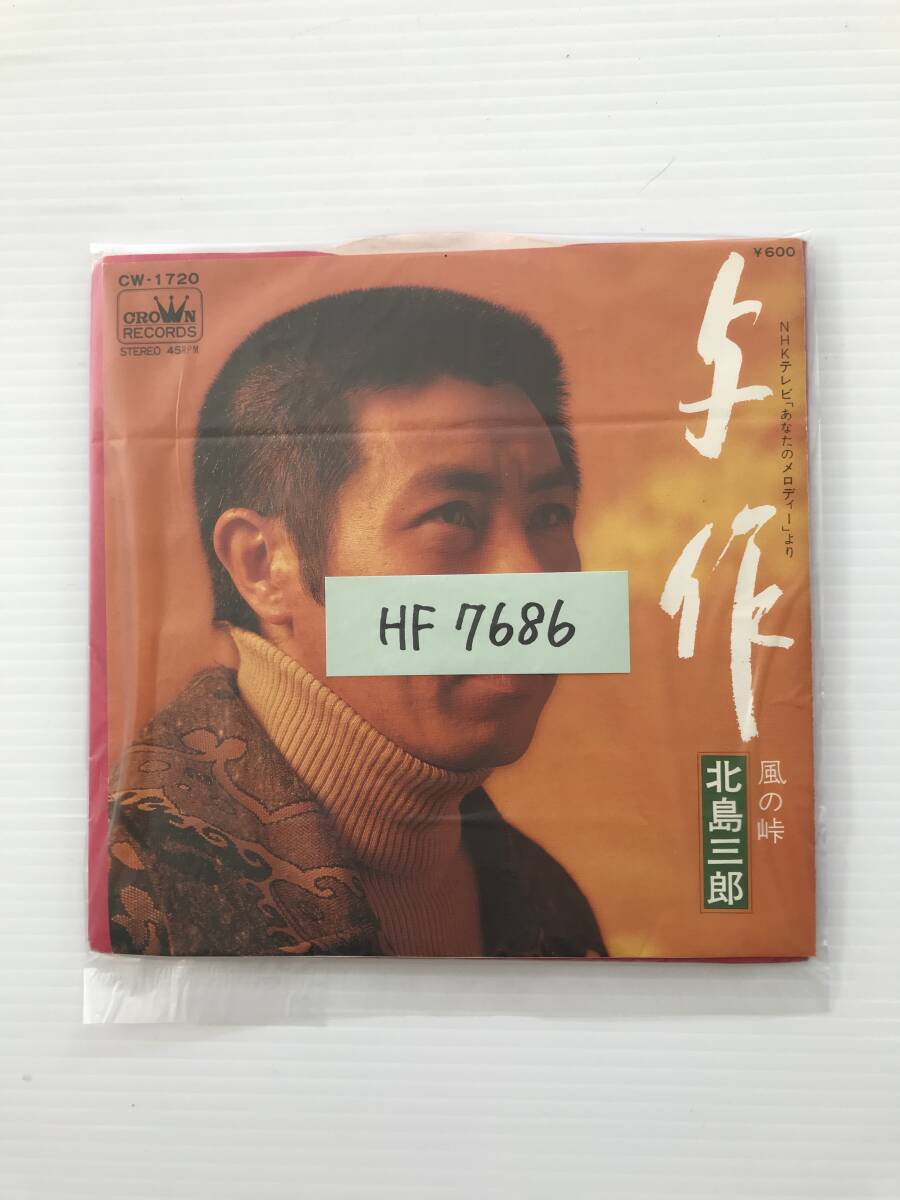 CW-1720
CROWN
RECORDS
STEREO 45RPM
¥600
与作
NHKテレビ「あなたのメロディー」より
風の峠
北島三郎
HF 7686